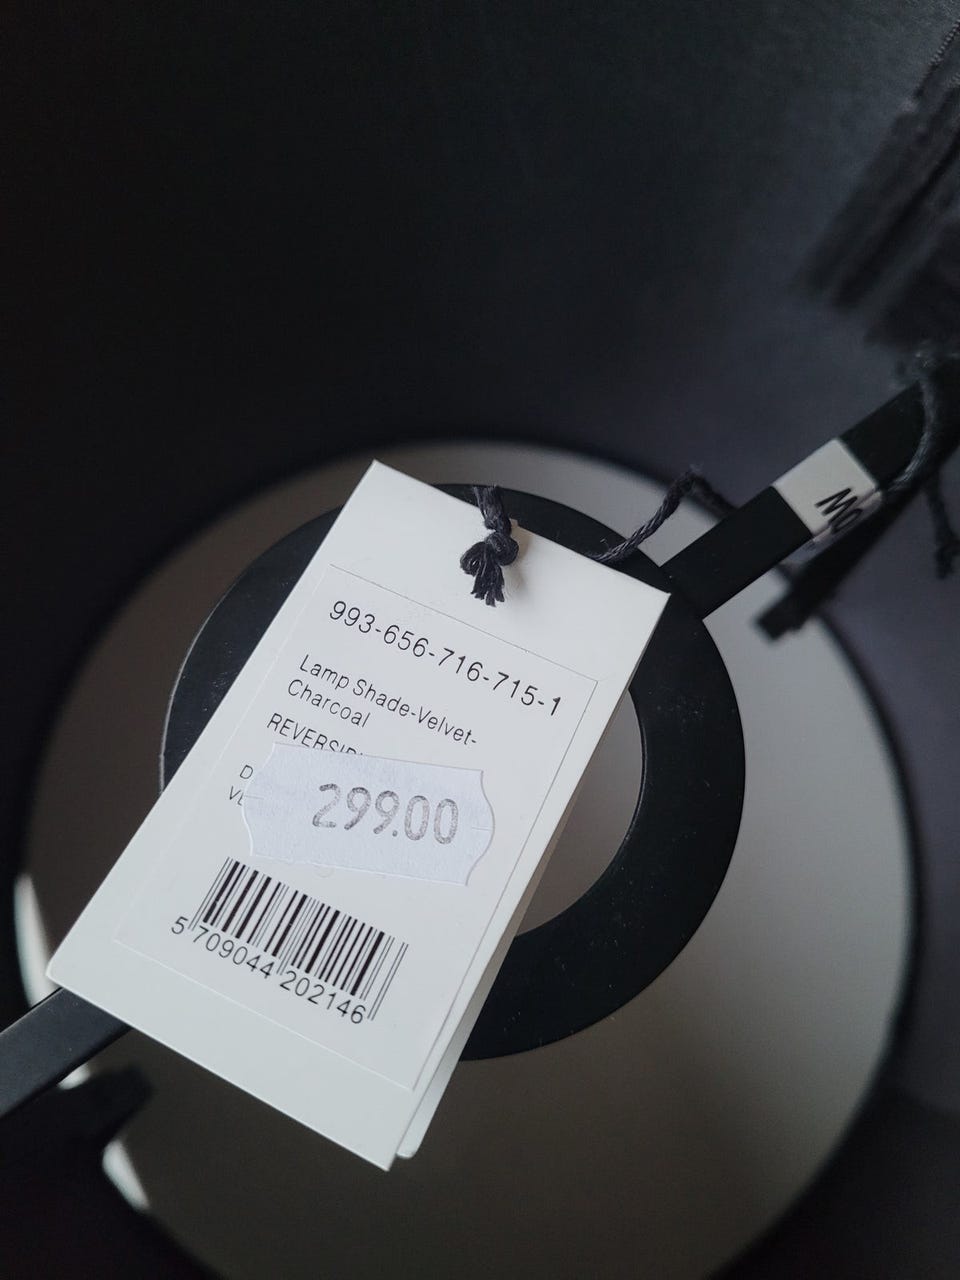 993-656-716-715-1
Lamp Shade-Velvet-
Charcoal
299.00
5 709044 202146